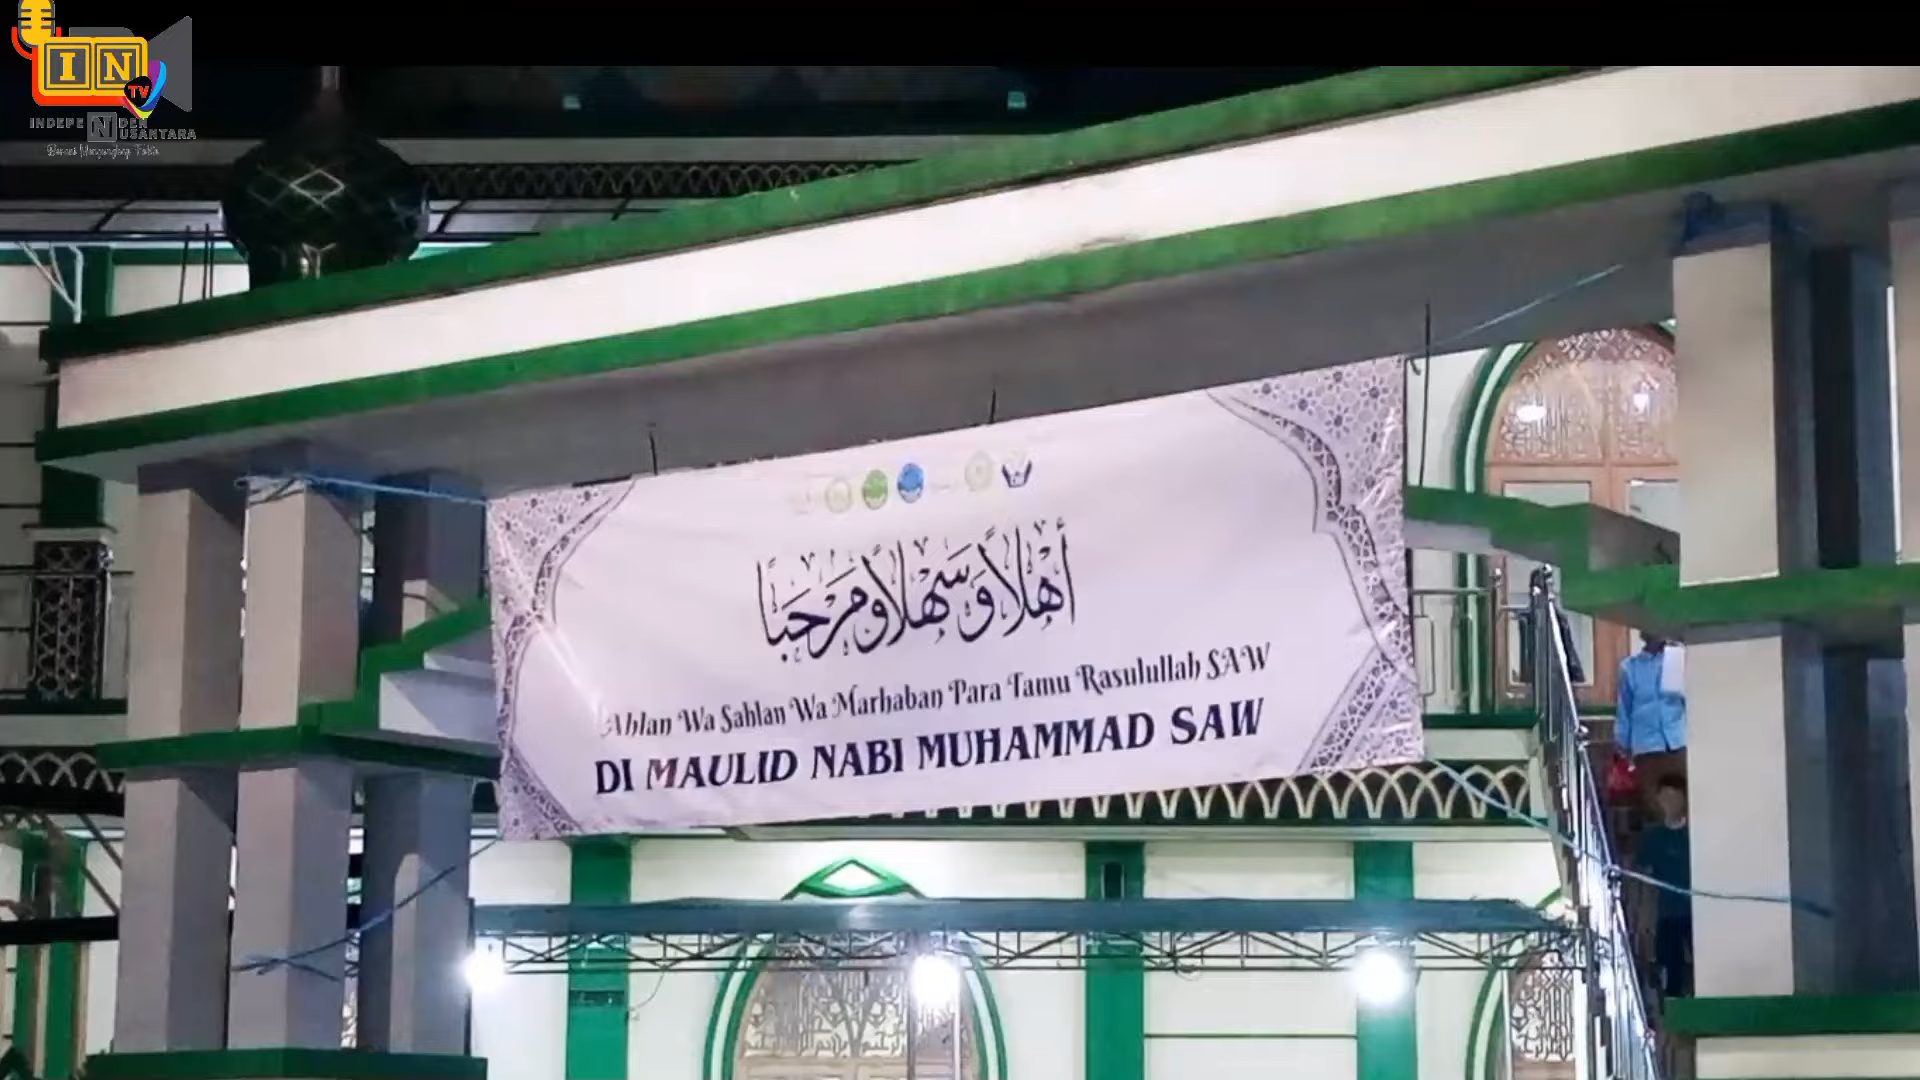 IN
TV
INDEPENDEN
NUSANTARA
أهلاً وسهلاً ومرحباً
Ahlan Wa Sahlan Wa Marhaban Para Tamu Rasulullah SAW
DI MAULID NABI MUHAMMAD SAW